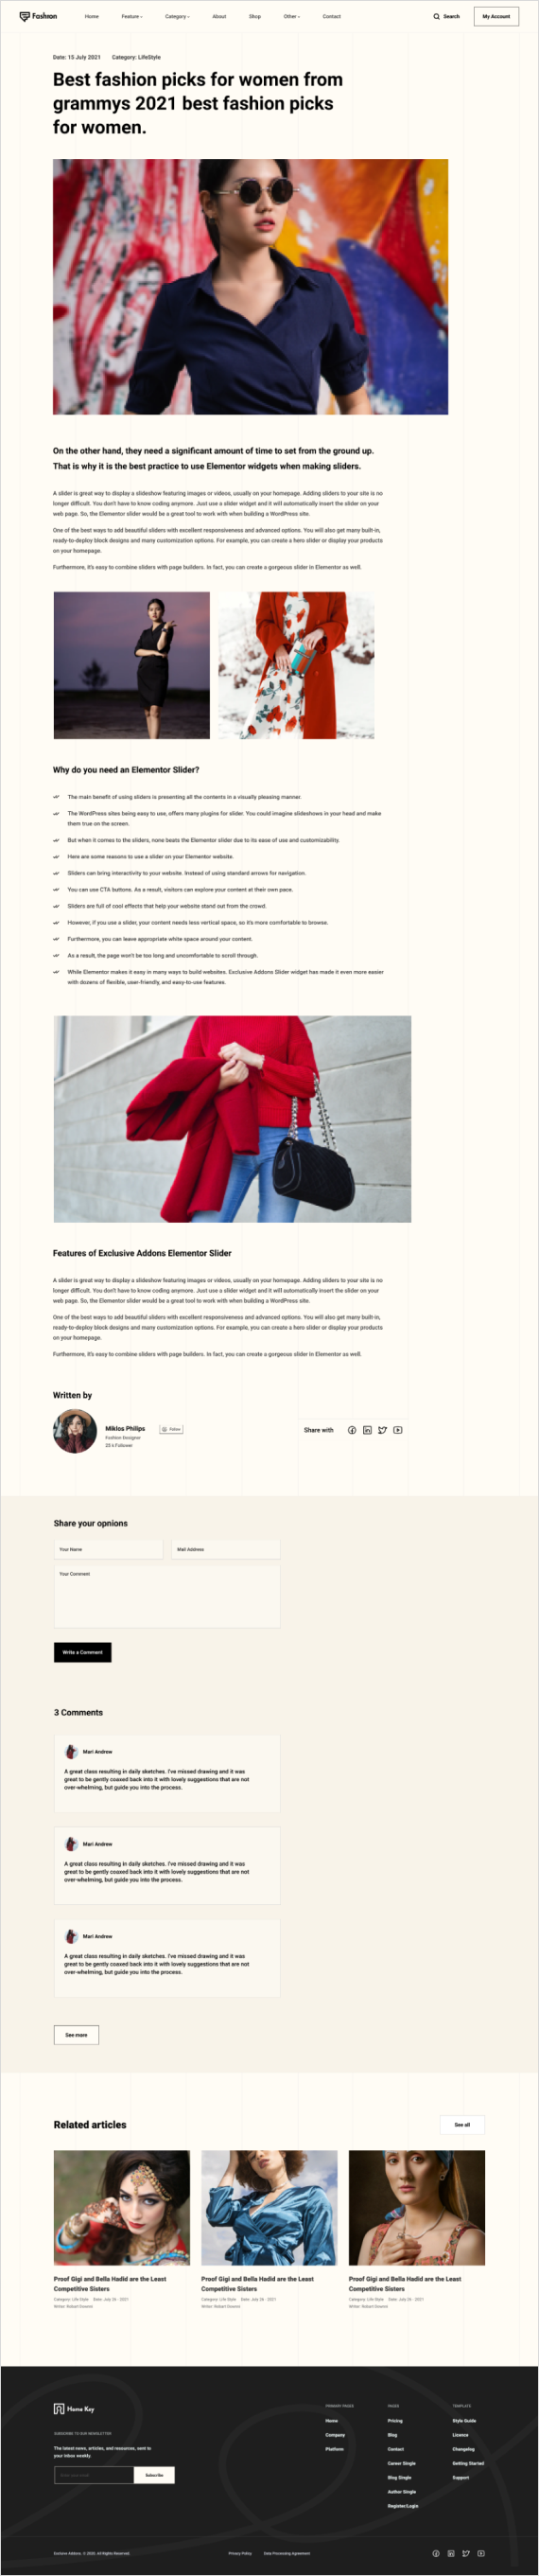 Fashion
Home Feature Category About Shop Other Contact
Search
My Account
Date: 15 July 2021 Category: LifeStyle
Best fashion picks for women from
grammys 2021 best fashion picks
for women.
On the other hand, they need a significant amount of time to set from the ground up.
That is why it is the best practice to use Elementor widgets when making sliders.
A slider is great way to display a slideshow featuring images or videos, usually on your homepage. Adding sliders to your site is no
longer difficult. You don't have to know coding anymore. Just use a slider widget and it will automatically insert the slider on your
web page. So, the Elementor slider would be a great tool to work with when building a WordPress site.
One of the best ways to add beautiful sliders with excellent responsiveness and advanced options. You will also get many built-in,
ready-to-deploy block designs and many customization options. For example, you can create a hero slider or display your products
on your homepage.
Furthermore, it's easy to combine sliders with page builders. In fact, you can create a gorgeous slider in Elementor as well.
Why do you need an Elementor Slider?
The main benefit of using sliders is presenting all the contents in a visually pleasing manner.
The WordPress sites being easy to use, offers many plugins for slider. You could imagine slideshows in your head and make
them true on the screen.
But when it comes to the sliders, none beats the Elementor slider due to its ease of use and customizability.
Here are some reasons to use a slider on your Elementor website.
Sliders can bring interactivity to your website. Instead of using standard arrows for navigation.
You can use CTA buttons. As a result, visitors can explore your content at their own pace.
Sliders are full of cool effects that help your website stand out from the crowd.
However, if you use a slider, your content needs less vertical space, so it's more comfortable to browse.
Furthermore, you can leave appropriate white space around your content.
As a result, the page won't be too long and uncomfortable to scroll through.
While Elementor makes it easy in many ways to build websites. Exclusive Addons Slider widget has made it even more easier
with dozens of flexible, user-friendly, and easy-to-use features.
Features of Exclusive Addons Elementor Slider
A slider is great way to display a slideshow featuring images or videos, usually on your homepage. Adding sliders to your site is no
longer difficult. You don't have to know coding anymore. Just use a slider widget and it will automatically insert the slider on your
web page. So, the Elementor slider would be a great tool to work with when building a WordPress site.
One of the best ways to add beautiful sliders with excellent responsiveness and advanced options. You will also get many built-in,
ready-to-deploy block designs and many customization options. For example, you can create a hero slider or display your products
on your homepage.
Furthermore, it's easy to combine sliders with page builders. In fact, you can create a gorgeous slider in Elementor as well.
Written by
Miklos Philips
Follow
Fashion Designer
23 k Follower
Share with
Share your opnions
Your Name
Mail Address
Your Comment
Write a Comment
3 Comments
Mari Andrew
A great class resulting in daily sketches. I've missed drawing and it was
great to be gently coaxed back into it with lovely suggestions that are not
over-whelming, but guide you into the process.
Mari Andrew
A great class resulting in daily sketches. I've missed drawing and it was
great to be gently coaxed back into it with lovely suggestions that are not
over-whelming, but guide you into the process.
Mari Andrew
A great class resulting in daily sketches. I've missed drawing and it was
great to be gently coaxed back into it with lovely suggestions that are not
over-whelming, but guide you into the process.
See more
Related articles
See all
Proof Gigi and Bella Hadid are the Least
Competitive Sisters
Category: Life Style Date: July 26 - 2021
Writer: Robart Downni
Proof Gigi and Bella Hadid are the Least
Competitive Sisters
Category: Life Style Date: July 26 - 2021
Writer: Robart Downni
Proof Gigi and Bella Hadid are the Least
Competitive Sisters
Category: Life Style Date: July 26 - 2021
Writer: Robart Downni
Home Key
SUBSCRIBE TO OUR NEWSLETTER
The latest news, articles, and resources, sent to
your inbox weekly.
Enter your email
Subscribe
PRIMARY PAGES
Home
Company
Platform
PAGES
Pricing
Blog
Contact
Career Single
Blog Single
Author Single
Register/Login
TEMPLATE
Style Guide
Licence
Changelog
Getting Started
Support
Exclusive Addons. © 2020. All Rights Reserved.
Privacy Policy
Data Processing Agreement